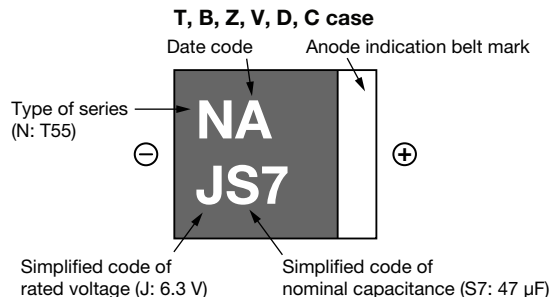 T, B, Z, V, D, C case
Date code
Anode indication belt mark
Type of series
(N: T55)
NA
JS7
Simplified code of
rated voltage (J: 6.3 V)
Simplified code of
nominal capacitance (S7: 47 µF)